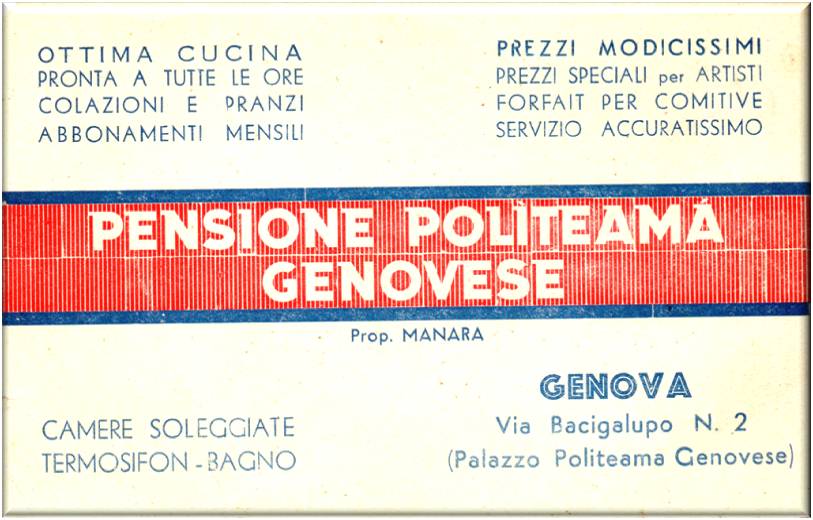 OTTIMA CUCINA
PRONTA A TUTTE LE ORE
COLAZIONI E PRANZI
ABBONAMENTI MENSILI
PREZZI MODICISSIMI
PREZZI SPECIALI per ARTISTI
FORFAIT PER COMITIVE
SERVIZIO ACCURATISSIMO
PENSIONE POLITEAMA
GENOVESE
Prop. MANARA
CAMERE SOLEGGIATE
TERMOSIFON - BAGNO
GENOVA
Via Bacigalupo N. 2
(Palazzo Politeama Genovese)